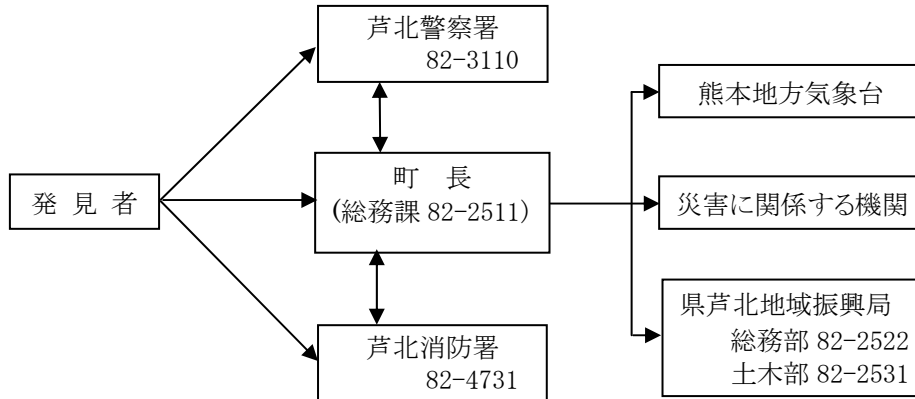 芦北警察署
82-3110
熊本地方気象台
発 見 者
町　長
(総務課 82-2511)
災害に関係する機関
芦北消防署
82-4731
県芦北地域振興局
総務部 82-2522
土木部 82-2531